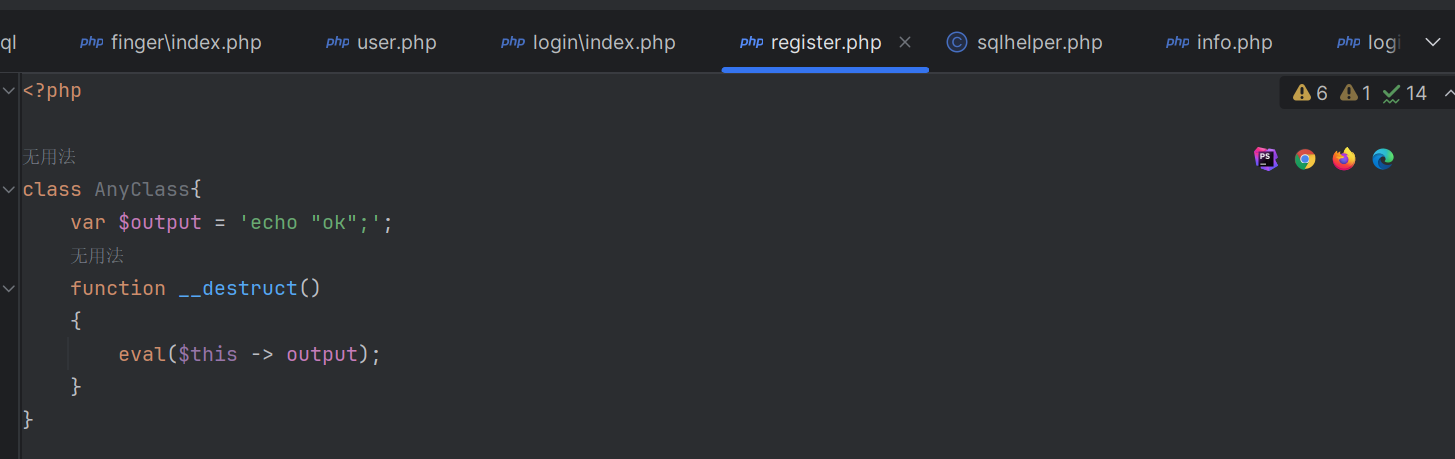 ql php finger\index.php php user.php php login\index.php php register.php × C sqlhelper.php php info.php php logi
<?php 6 1 14
无用法
PS
class AnyClass{
var $output = 'echo "ok";';
无用法
function __destruct()
{
eval($this -> output);
}
}